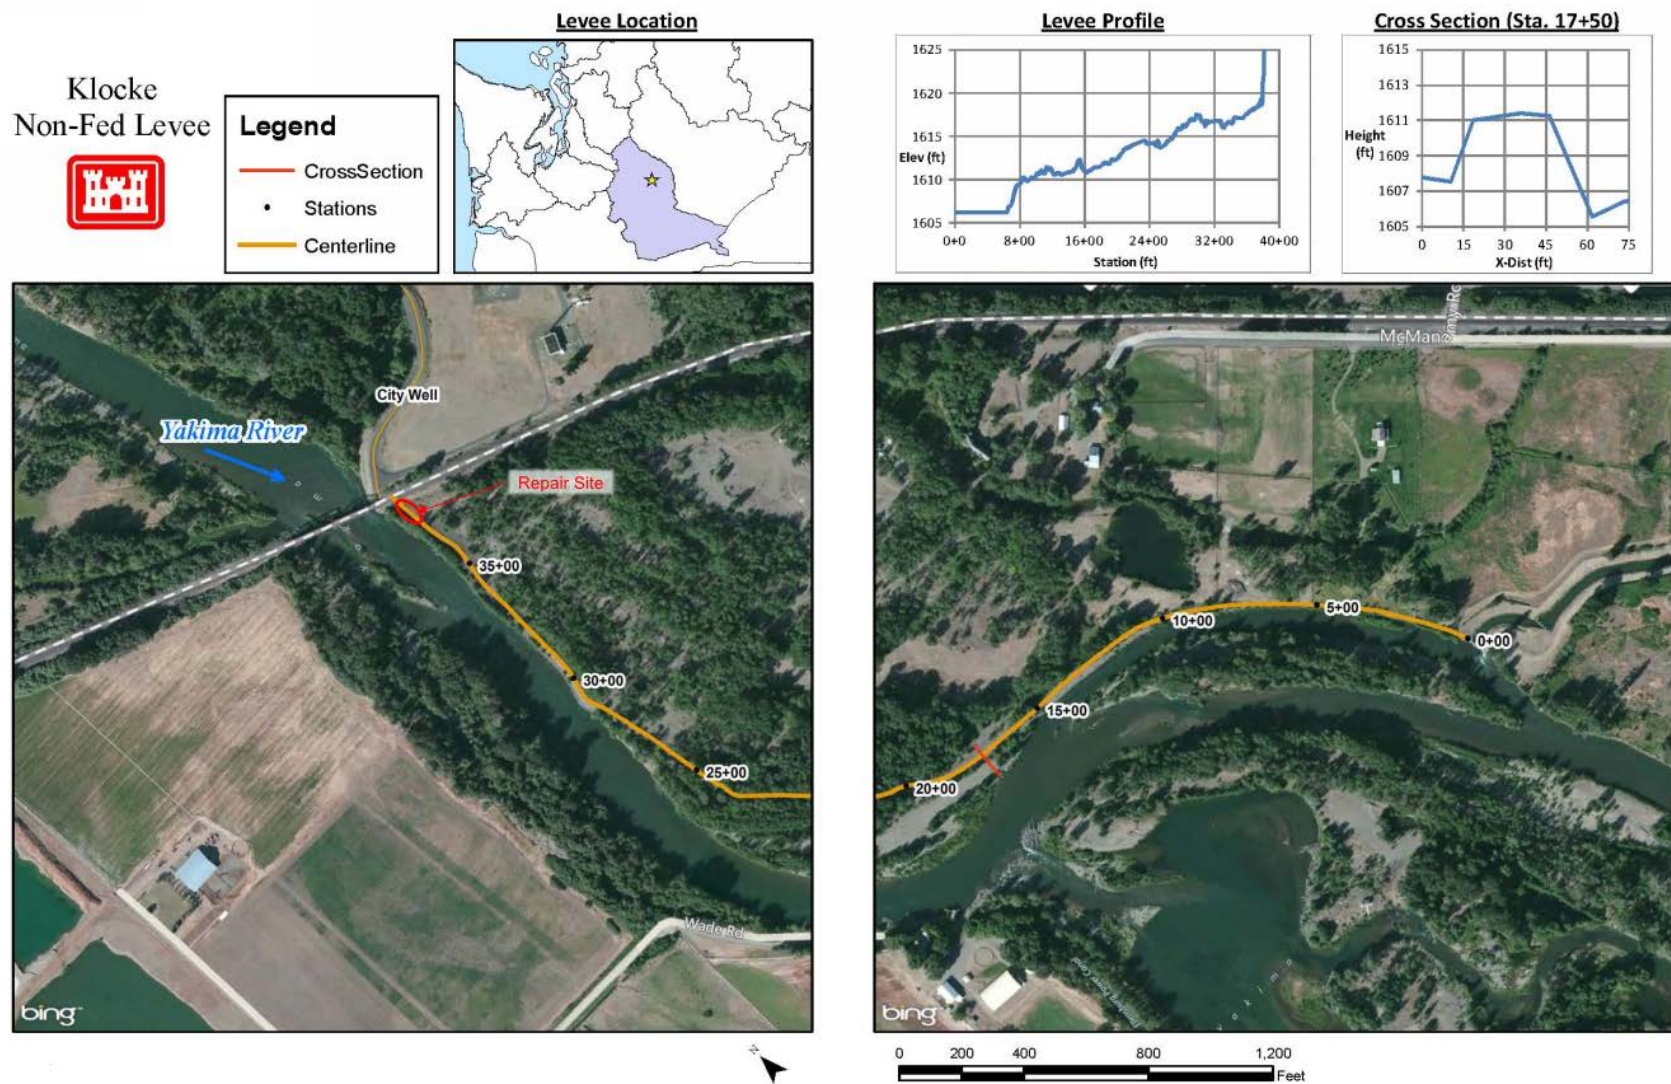 Levee Location
Levee Profile
Cross Section (Sta. 17+50)
Klocke
Non-Fed Levee
Legend
CrossSection
Stations
Centerline
1625
1620
1615
Elev (ft)
1610
1605
0+0 8+00 16+00 24+00 32+00 40+00
Station (ft)
1615
1613
1611
Height
(ft)
1609
1607
1605
0 15 30 45 60 75
X-Dist (ft)
City Well
Yakima River
Repair Site
35+00
30+00
25+00
Wade Rd
bing
McMan
my Rd
5+00
10+00
0+00
15+00
20+00
Y a k i m a
bing
N
0 200 400 800 1,200
Feet